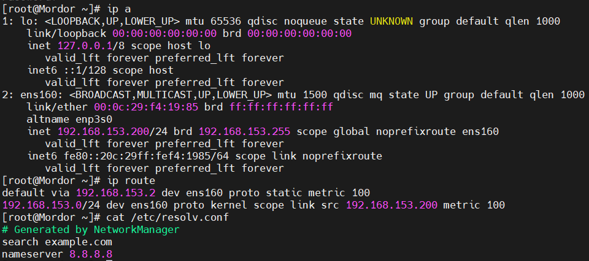 [root@Mordor ~]# ip a
1: lo: <LOOPBACK,UP,LOWER_UP> mtu 65536 qdisc noqueue state UNKNOWN group default qlen 1000
    link/loopback 00:00:00:00:00:00 brd 00:00:00:00:00:00
    inet 127.0.0.1/8 scope host lo
       valid_lft forever preferred_lft forever
    inet6 ::1/128 scope host
       valid_lft forever preferred_lft forever
2: ens160: <BROADCAST,MULTICAST,UP,LOWER_UP> mtu 1500 qdisc mq state UP group default qlen 1000
    link/ether 00:0c:29:f4:19:85 brd ff:ff:ff:ff:ff:ff
    altname enp3s0
    inet 192.168.153.200/24 brd 192.168.153.255 scope global noprefixroute ens160
       valid_lft forever preferred_lft forever
    inet6 fe80::20c:29ff:fef4:1985/64 scope link noprefixroute
       valid_lft forever preferred_lft forever
[root@Mordor ~]# ip route
default via 192.168.153.2 dev ens160 proto static metric 100
192.168.153.0/24 dev ens160 proto kernel scope link src 192.168.153.200 metric 100
[root@Mordor ~]# cat /etc/resolv.conf
# Generated by NetworkManager
search example.com
nameserver 8.8.8.8